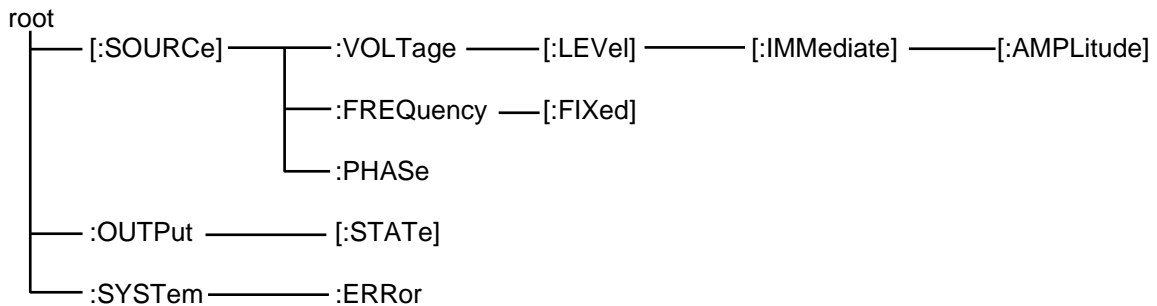 root
[:SOURCe] :VOLTage [:LEVel] [:IMMediate] [:AMPLitude]
:FREQuency [:FIXed]
:PHASe
:OUTPut [:STATe]
:SYSTem :ERRor